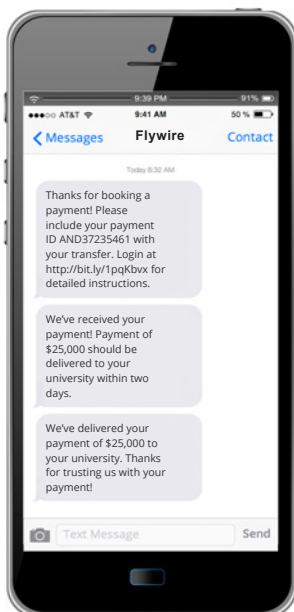 9:39 PM 91%
●●●○○ AT&T 9:41 AM 50 %
Messages Flywire Contact
Today 8:32 AM
Thanks for booking a
payment! Please
include your payment
ID AND37235461 with
your transfer. Login at
http://bit.ly/1pqKbvx for
detailed instructions.
We’ve received your
payment! Payment of
$25,000 should be
delivered to your
university within two
days.
We’ve delivered your
payment of $25,000 to
your university. Thanks
for trusting us with your
payment!
Text Message Send